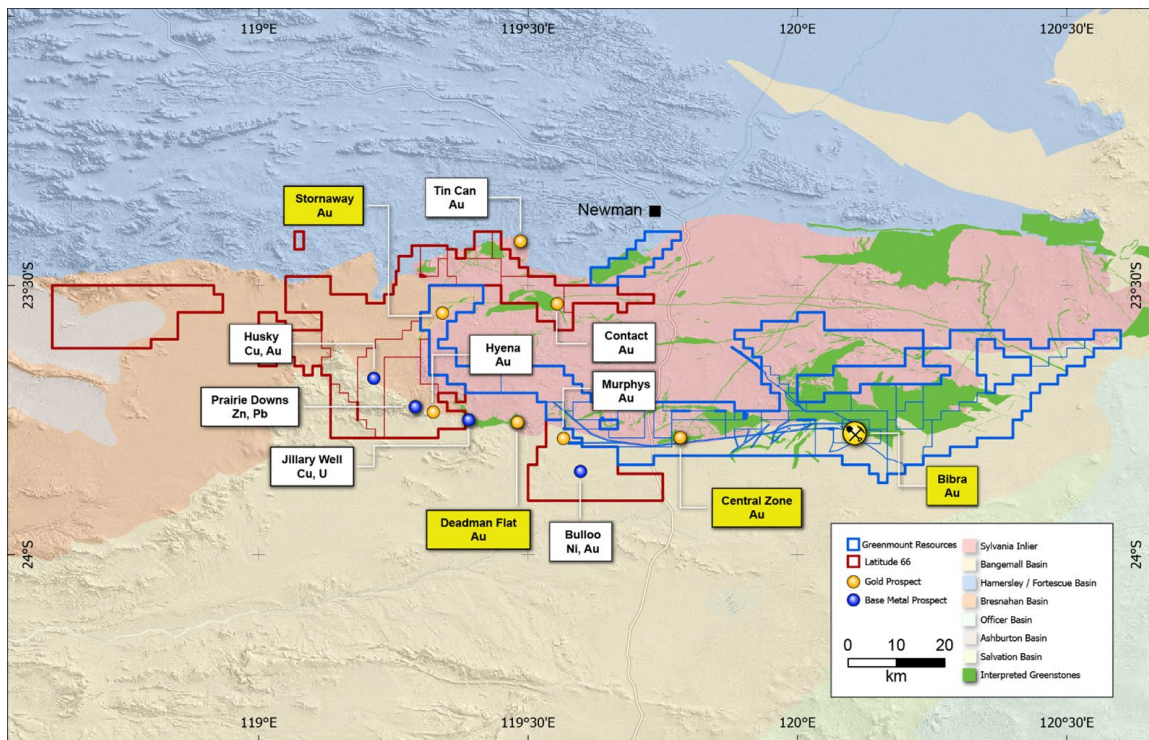 119°E
119°30'E
120°E
120°30'E
Stornaway
Au
Tin Can
Au
Newman
23°30'S
23°30'S
Husky
Cu, Au
Hyena
Au
Contact
Au
Murphys
Au
Prairie Downs
Zn, Pb
Jillary Well
Cu, U
Deadman Flat
Au
Bulloo
Ni, Au
Central Zone
Au
Bibra
Au
24°S
24°S
Greenmount Resources
Latitude 66
Gold Prospect
Base Metal Prospect
0 10 20
km
Sylvania Inlier
Bangemall Basin
Hamersley / Fortescue Basin
Bresnahan Basin
Officer Basin
Ashburton Basin
Salvation Basin
Interpreted Greenstones
119°E
119°30'E
120°E
120°30'E